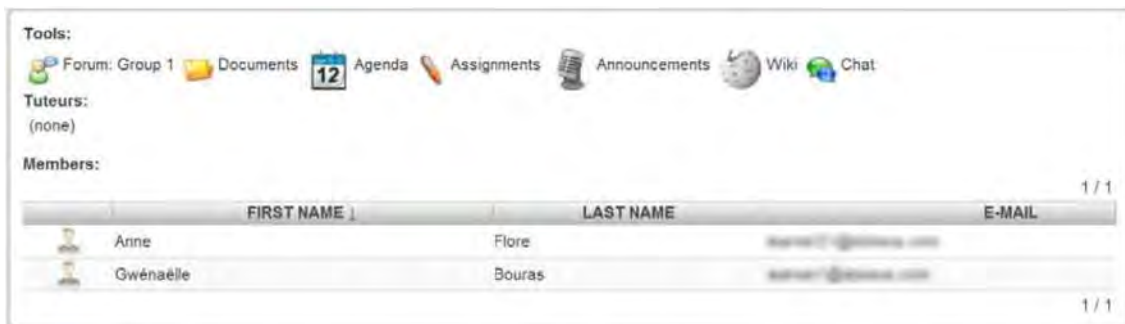 Tools:
Forum: Group 1 Documents 12 Agenda Assignments Announcements Wiki Chat
Tuteurs:
(none)
Members:
1 / 1
FIRST NAME ↓ LAST NAME E-MAIL
Anne Flore
Gwénaëlle Bouras
1 / 1